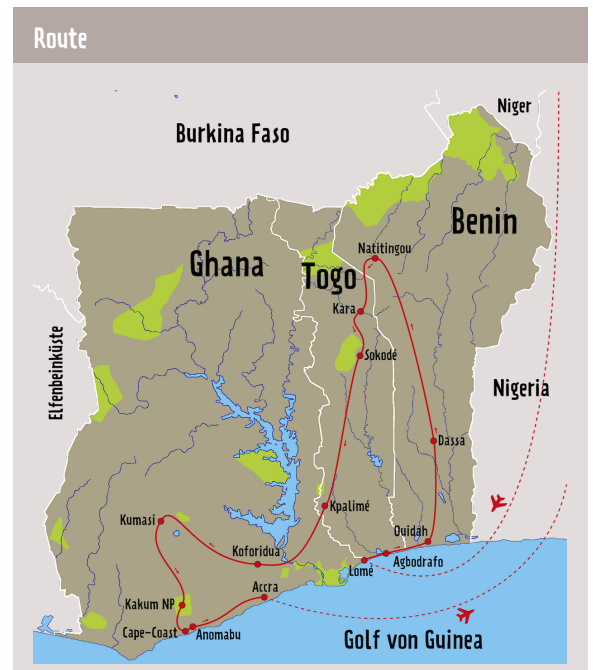 Route
Niger
Burkina Faso
Benin
Natitingou
Ghana
Togo
Kara
Elfenbeinküste
Sokodé
Nigeria
Dassa
Kpalimé
Kumasi
Ouidah
Koforidua
Agbodrafo
Lomé
Accra
Kakum NP
Cape-Coast
Anomabu
Golf von Guinea